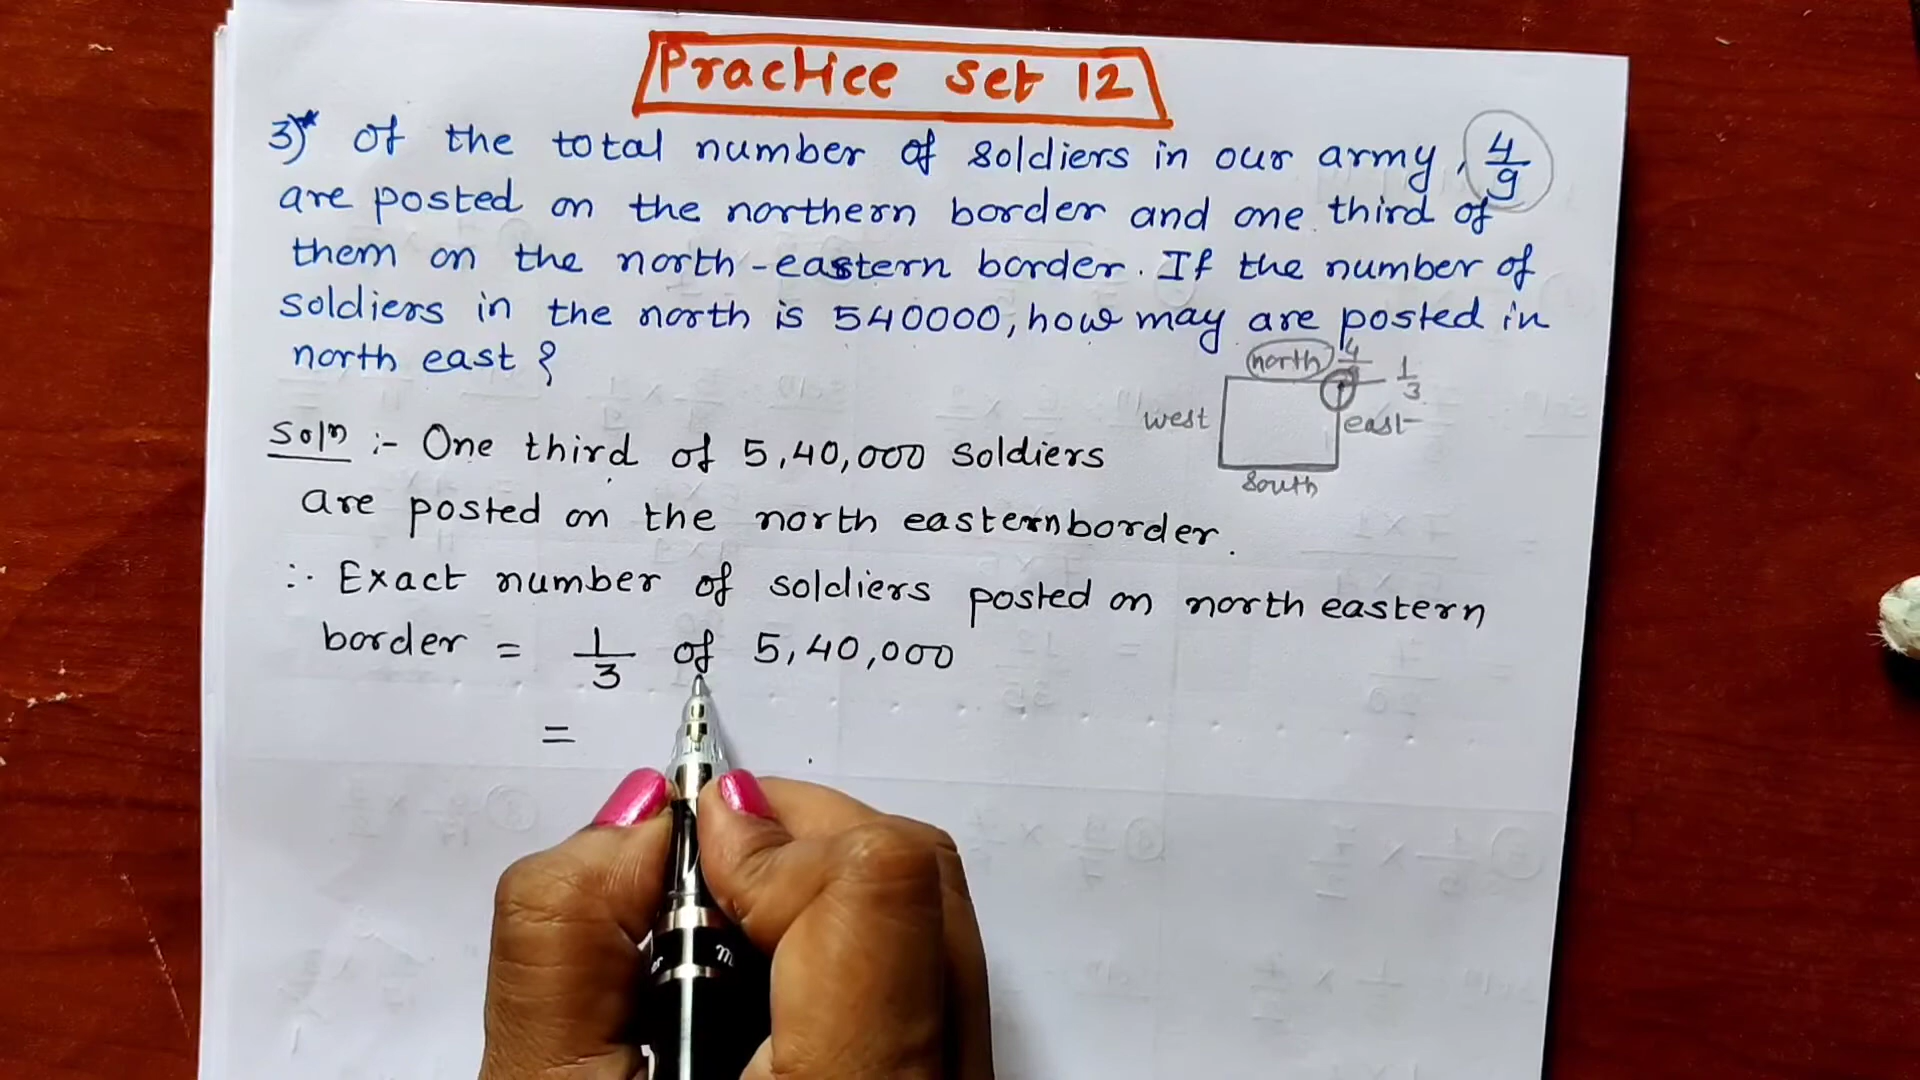 Practice Set 12
3)* of the total number of soldiers in our army, 4/9
are posted on the northern border and one third of
them on the north-eastern border. If the number of
soldiers in the north is 540000, how may are posted in
north east ?
north 4/9 1/3
west east
south
Soln :- One third of 5,40,000 soldiers
are posted on the north eastern border.
∴ Exact number of soldiers posted on north eastern
border = 1/3 of 5,40,000
=